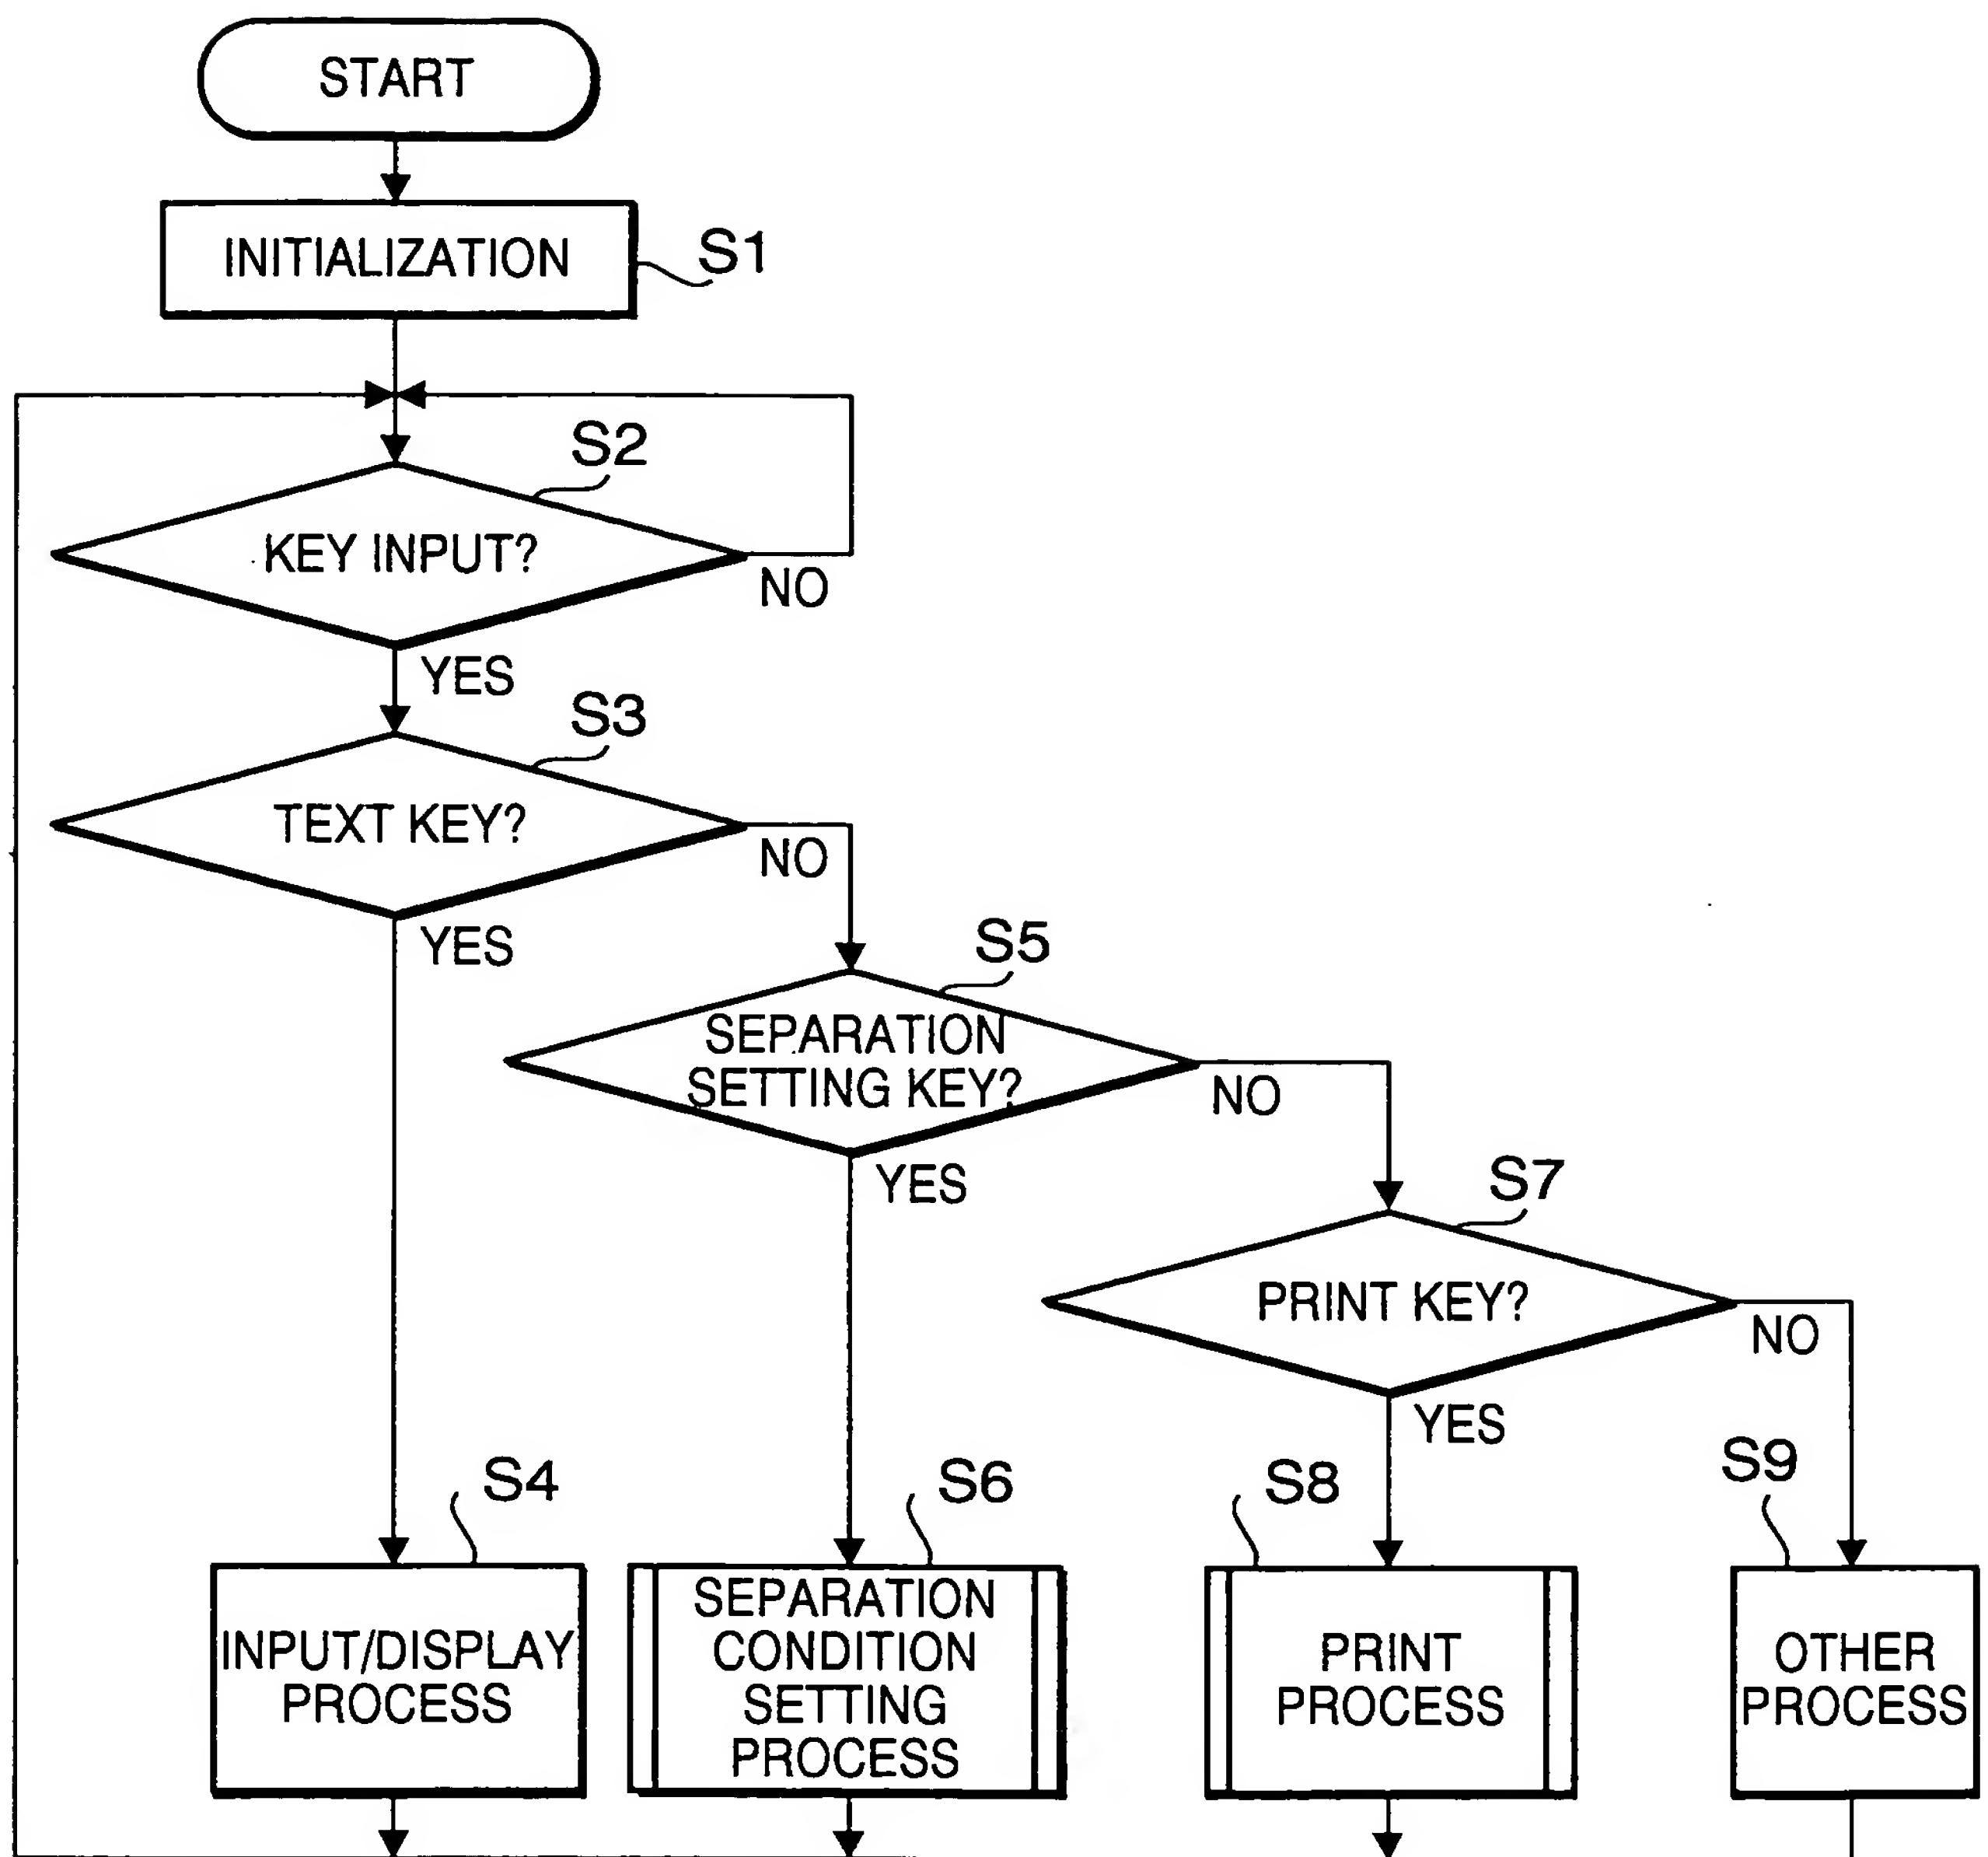 START
INITIALIZATION
S1
S2
KEY INPUT?
NO
YES
S3
TEXT KEY?
NO
YES
S5
SEPARATION
SETTING KEY?
NO
YES
S7
PRINT KEY?
NO
YES
S4
S6
S8
S9
INPUT/DISPLAY
PROCESS
SEPARATION
CONDITION
SETTING
PROCESS
PRINT
PROCESS
OTHER
PROCESS